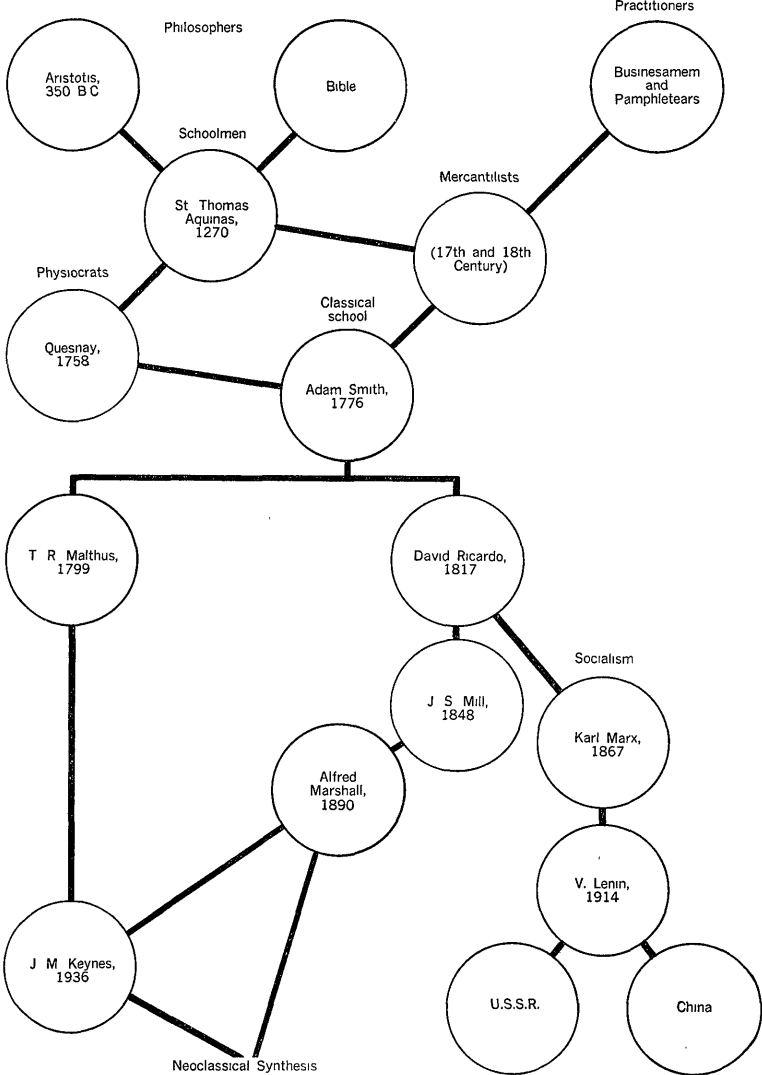 Practitioners
Philosophers
Aristotis,
350 B C
Bible
Businesamem
and
Pamphletears
Schoolmen
St Thomas
Aquinas,
1270
Mercantilists
(17th and 18th
Century)
Physiocrats
Quesnay,
1758
Classical
school
Adam Smith,
1776
T R Malthus,
1799
David Ricardo,
1817
J S Mill,
1848
Socialism
Karl Marx,
1867
Alfred
Marshall,
1890
V. Lenin,
1914
J M Keynes,
1936
U.S.S.R.
China
Neoclassical Synthesis